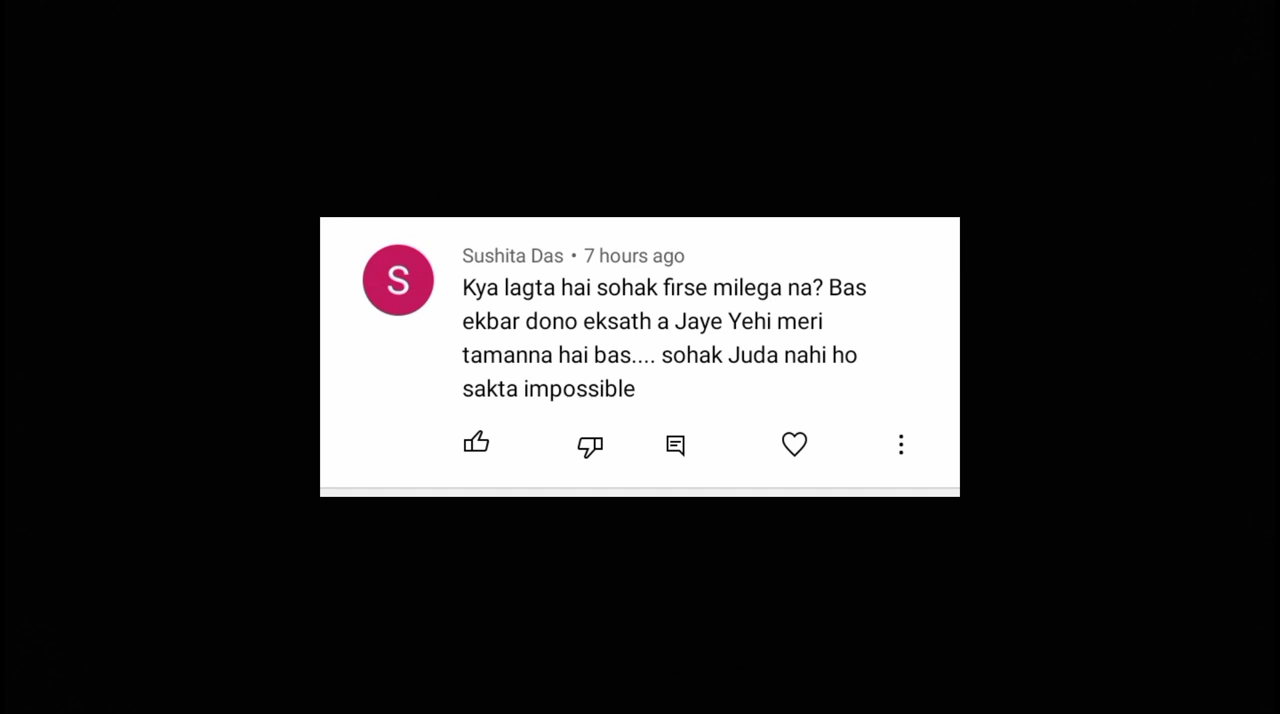 S
Sushita Das • 7 hours ago
Kya lagta hai sohak firse milega na? Bas
ekbar dono eksath a Jaye Yehi meri
tamanna hai bas.... sohak Juda nahi ho
sakta impossible